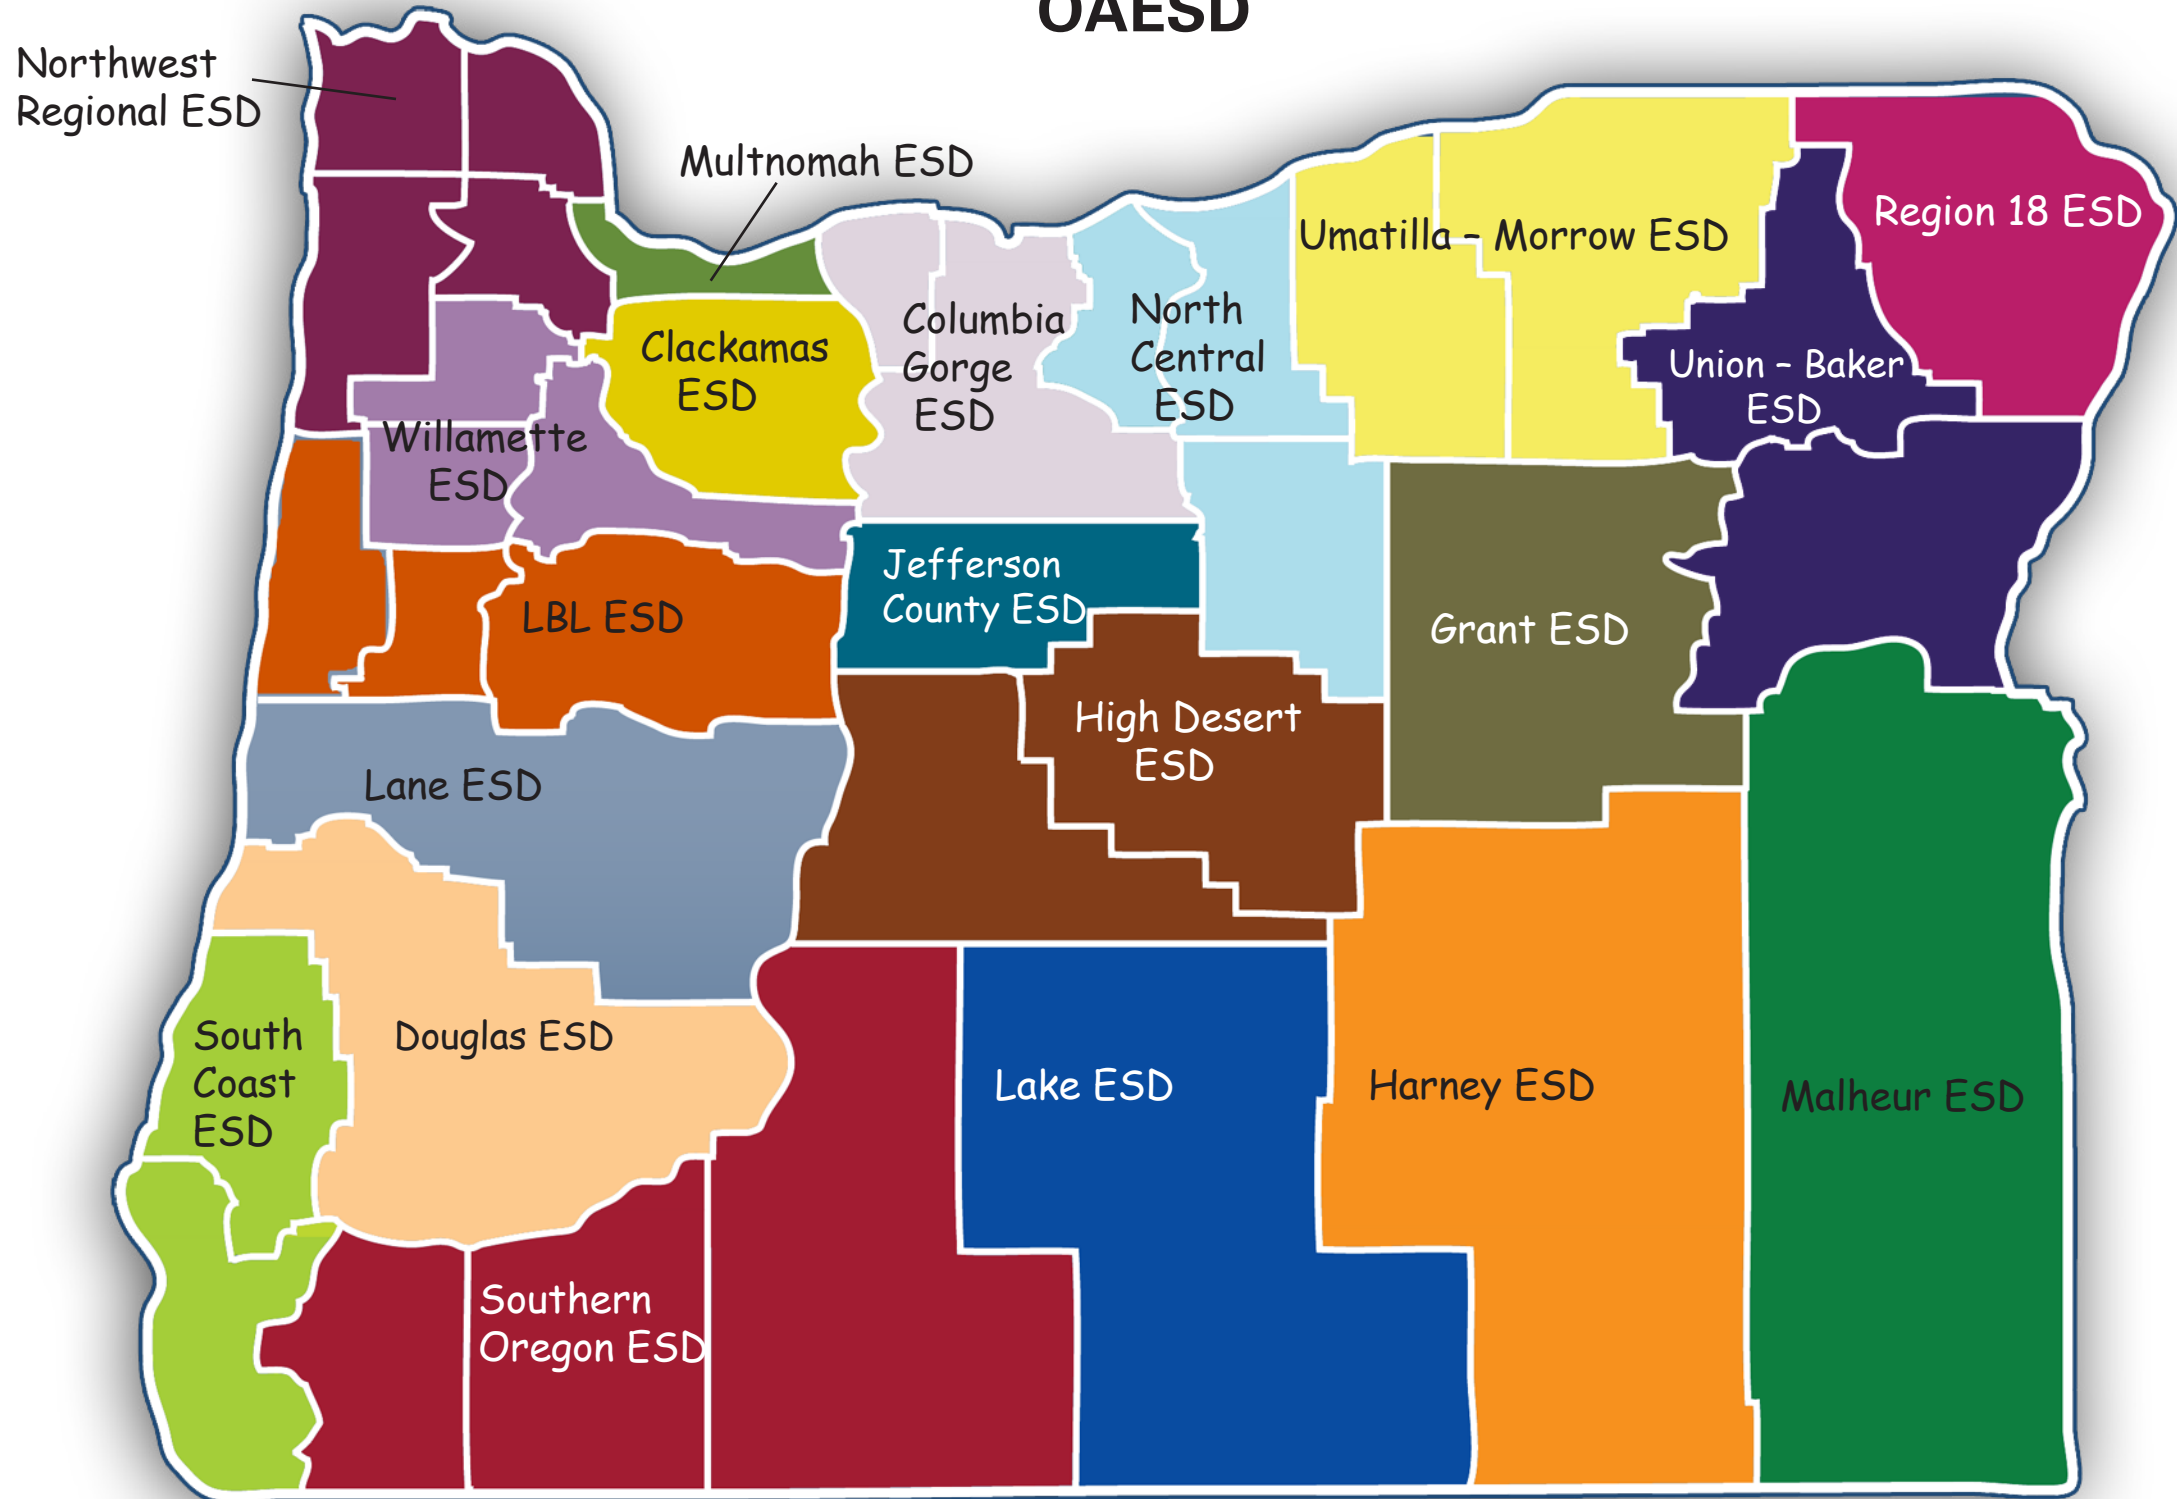 OAESD
Northwest
Regional ESD
Multnomah ESD
Region 18 ESD
Umatilla - Morrow ESD
Columbia
Gorge
ESD
North
Central
ESD
Clackamas
ESD
Union - Baker
ESD
Willamette
ESD
Jefferson
County ESD
LBL ESD
Grant ESD
High Desert
ESD
Lane ESD
South
Coast
ESD
Douglas ESD
Lake ESD
Harney ESD
Malheur ESD
Southern
Oregon ESD